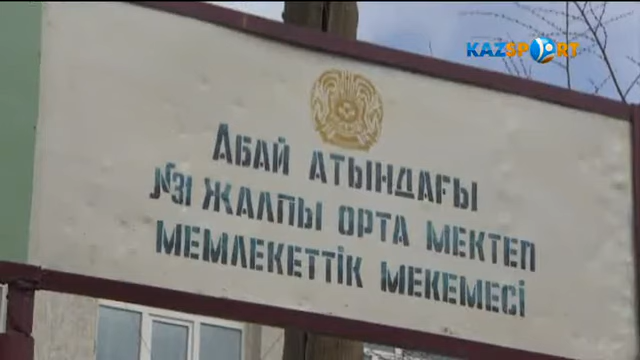 KAZSPORT
АБАЙ АТЫНДАҒЫ
№31 ЖАЛПЫ ОРТА МЕКТЕП
МЕМЛЕКЕТТІК МЕКЕМЕСІ